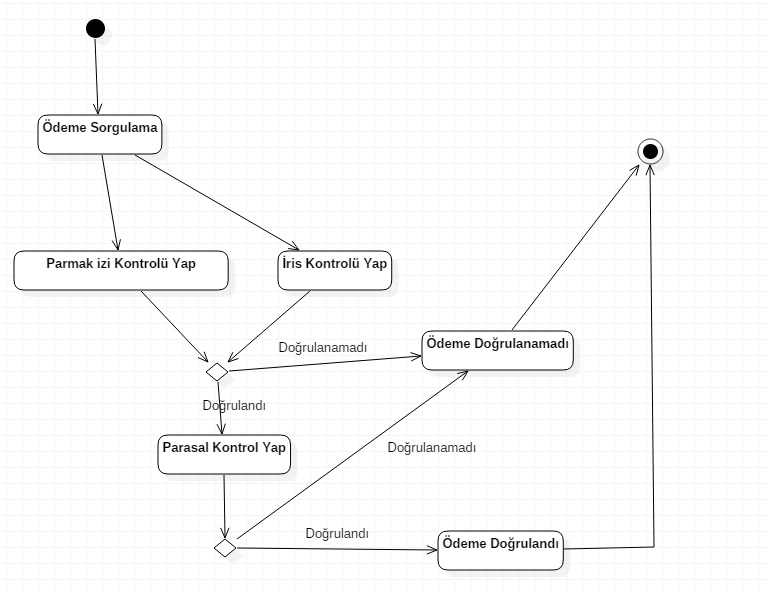 Ödeme Sorgulama
Parmak izi Kontrolü Yap
İris Kontrolü Yap
Doğrulanamadı
Ödeme Doğrulanamadı
Doğrulandı
Parasal Kontrol Yap
Doğrulanamadı
Doğrulandı
Ödeme Doğrulandı